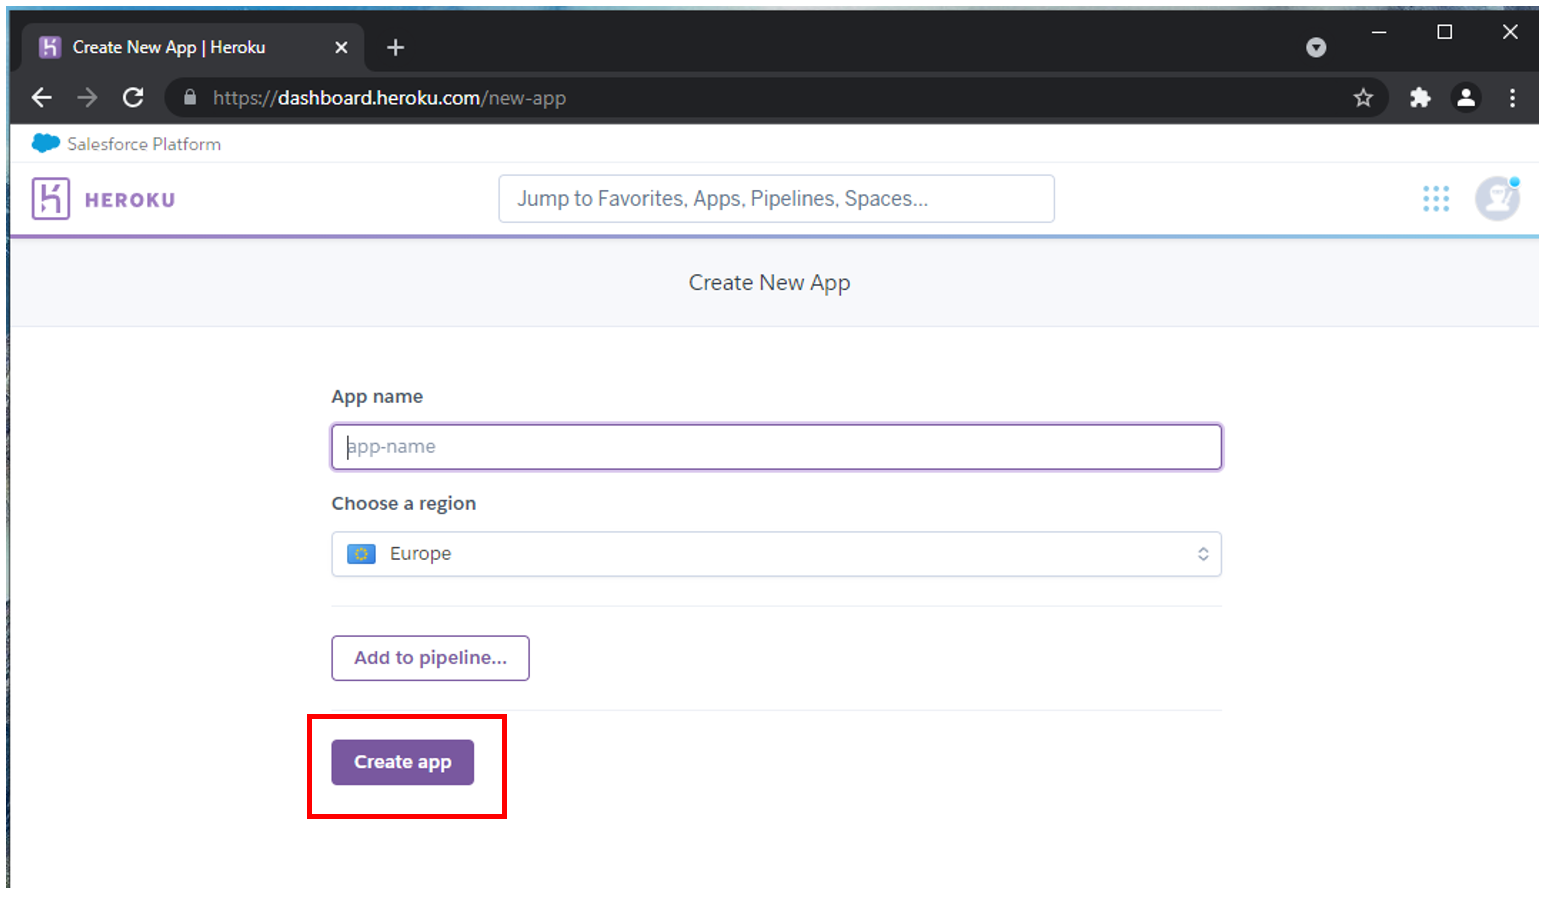 Create New App | Heroku
https://dashboard.heroku.com/new-app
Salesforce Platform
HEROKU
Jump to Favorites, Apps, Pipelines, Spaces...
Create New App
App name
app-name
Choose a region
Europe
Add to pipeline...
Create app